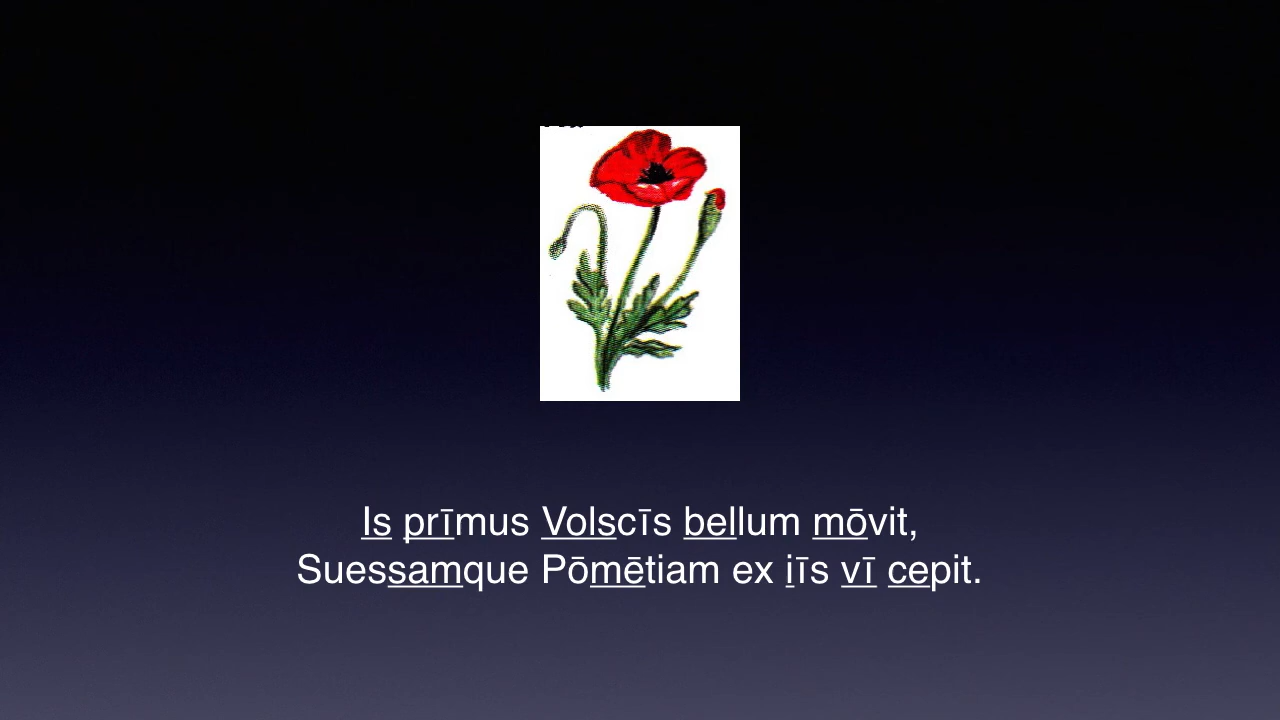 Is prīmus Volscīs bellum mōvit,
Suessamque Pōmētiam ex iīs vī cepit.